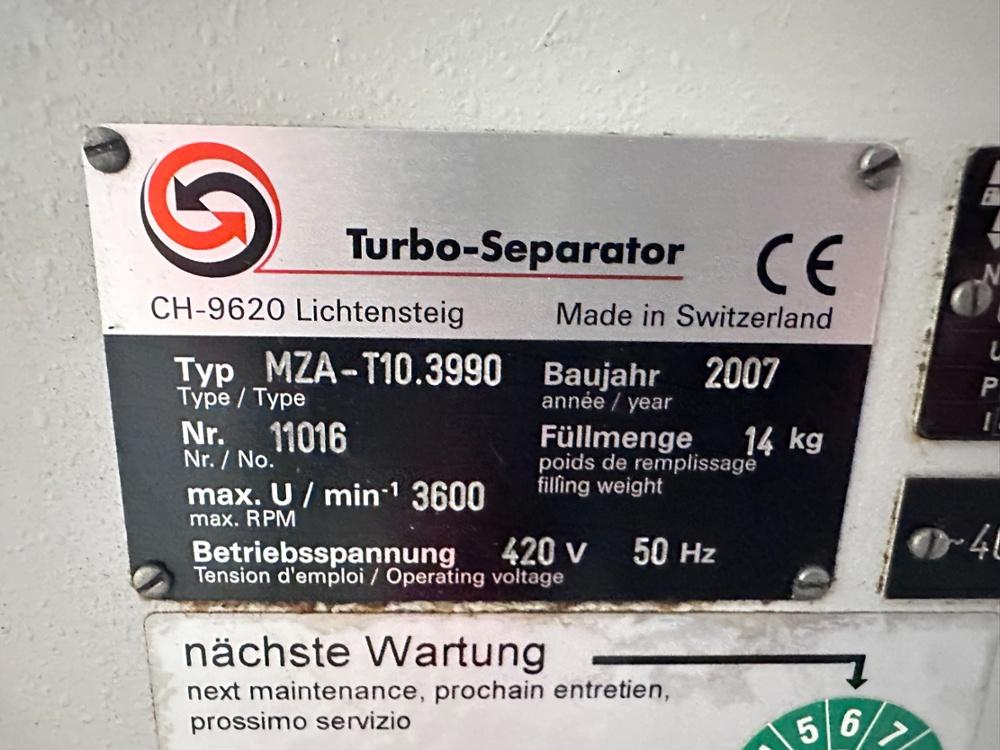 Turbo-Separator
CE
CH-9620 Lichtensteig Made in Switzerland
Typ MZA-T10.3990
Type / Type
Baujahr 2007
année / year
Nr. 11016
Nr. / No.
Füllmenge 14 kg
poids de remplissage
filling weight
max. U / min⁻¹ 3600
max. RPM
Betriebsspannung 420 V 50 Hz
Tension d'emploi / Operating voltage
nächste Wartung
next maintenance, prochain entretien,
prossimo servizio
5 6 7